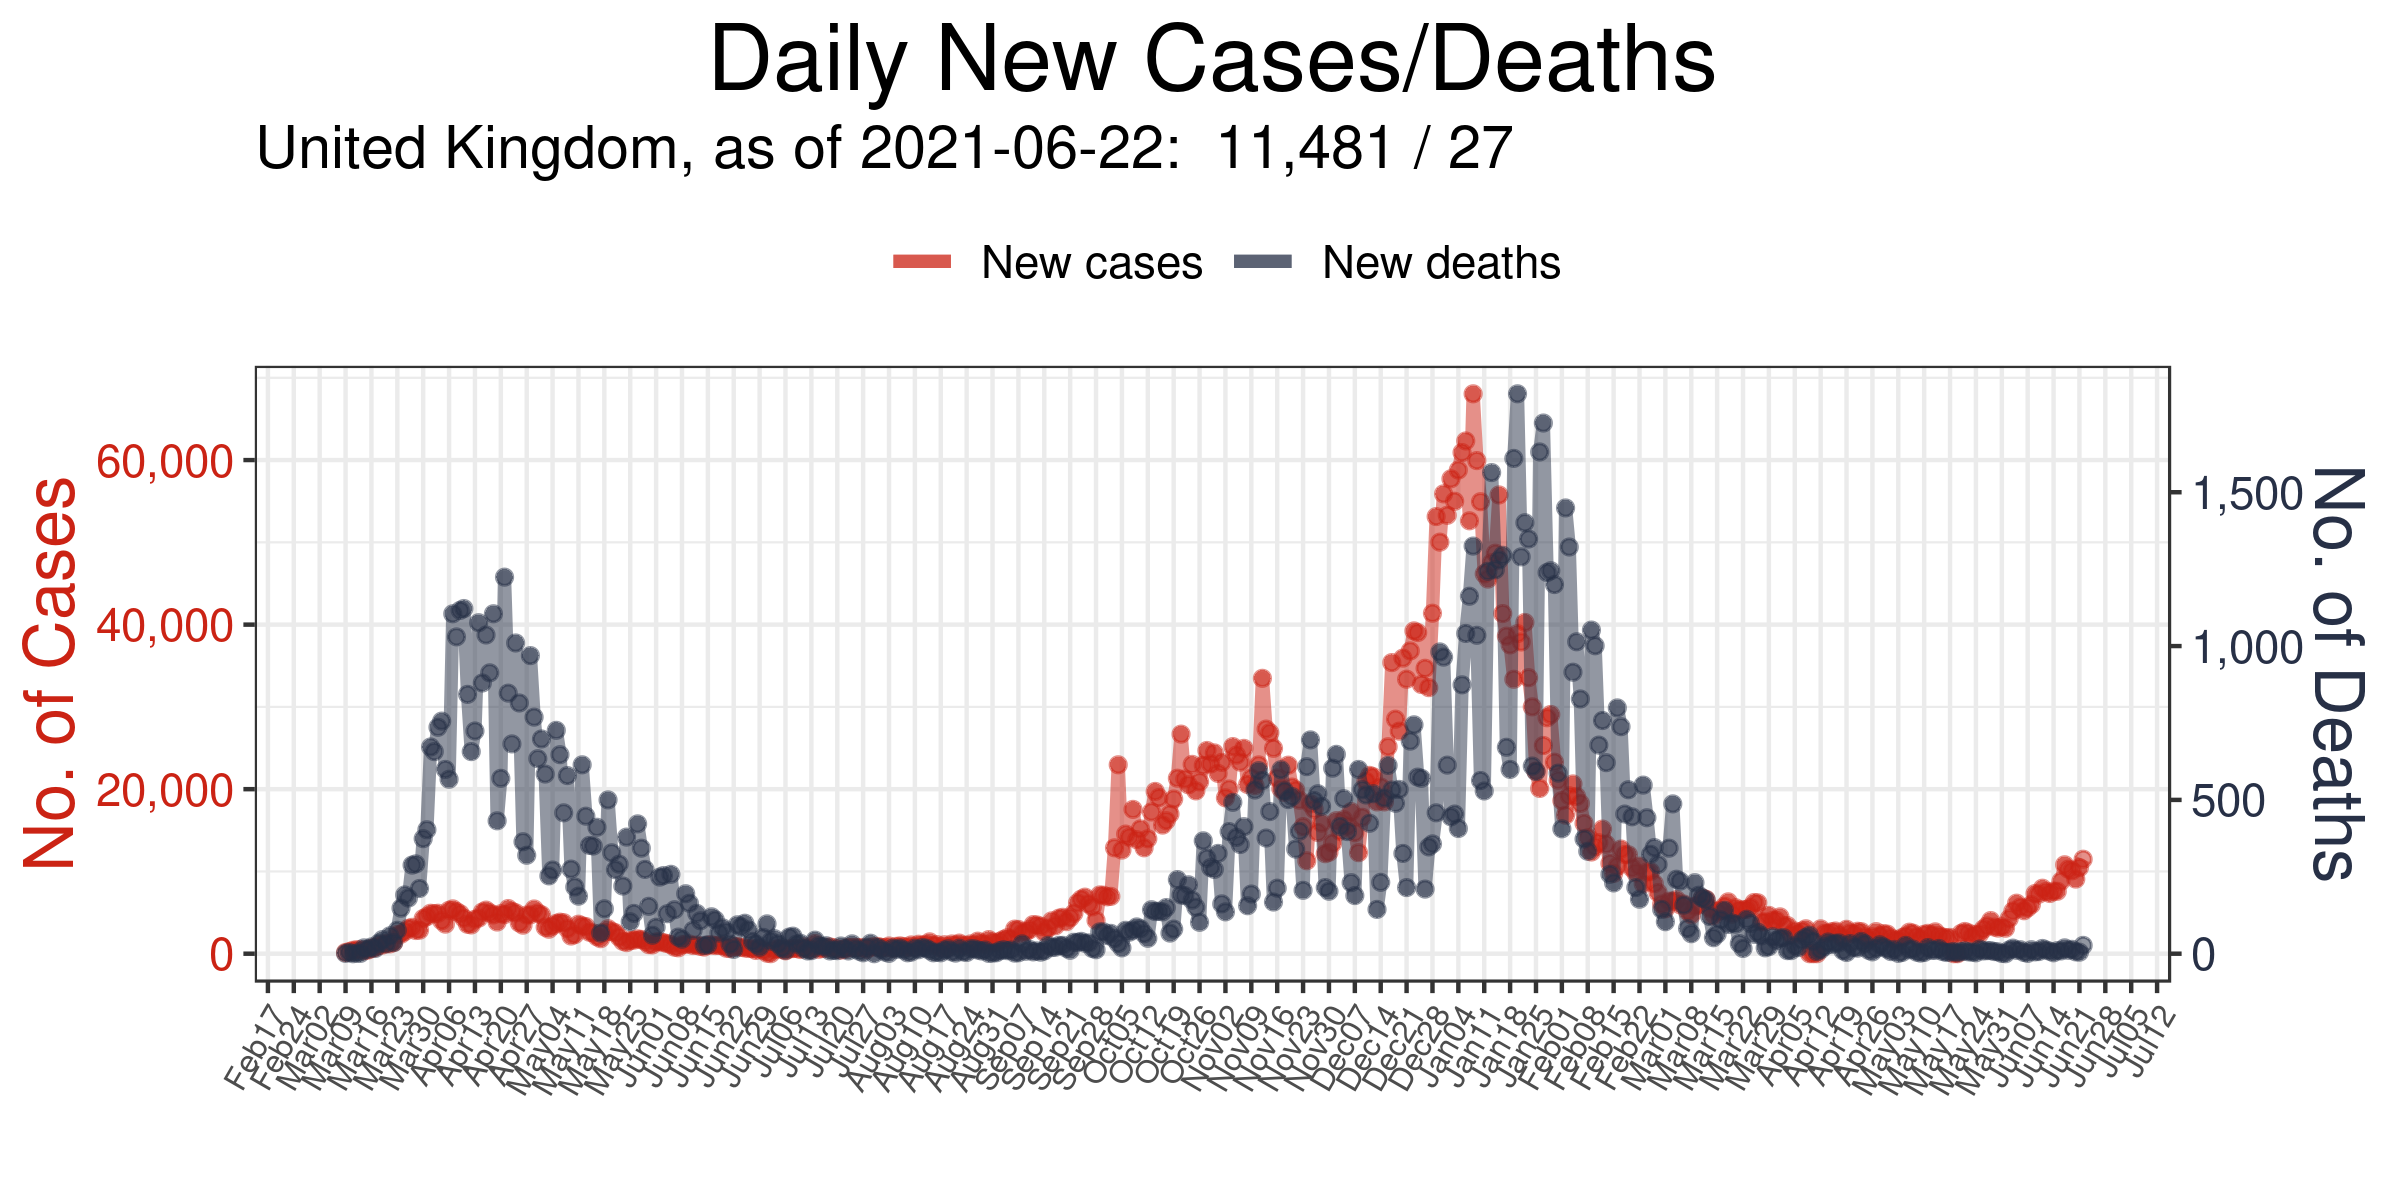 Daily New Cases/Deaths
United Kingdom, as of 2021-06-22: 11,481 / 27
New cases
New deaths
No. of Cases
60,000
40,000
20,000
0
1,500
1,000
500
0
No. of Deaths
Feb17
Feb24
Mar02
Mar09
Mar16
Mar23
Mar30
Apr06
Apr13
Apr20
Apr27
May04
May11
May18
May25
Jun01
Jun08
Jun15
Jun22
Jun29
Jul06
Jul13
Jul20
Jul27
Aug03
Aug10
Aug17
Aug24
Aug31
Sep07
Sep14
Sep21
Sep28
Oct05
Oct12
Oct19
Oct26
Nov02
Nov09
Nov16
Nov23
Nov30
Dec07
Dec14
Dec21
Dec28
Jan04
Jan11
Jan18
Jan25
Feb01
Feb08
Feb15
Feb22
Mar01
Mar08
Mar15
Mar22
Mar29
Apr05
Apr12
Apr19
Apr26
May03
May10
May17
May24
May31
Jun07
Jun14
Jun21
Jun28
Jul05
Jul12